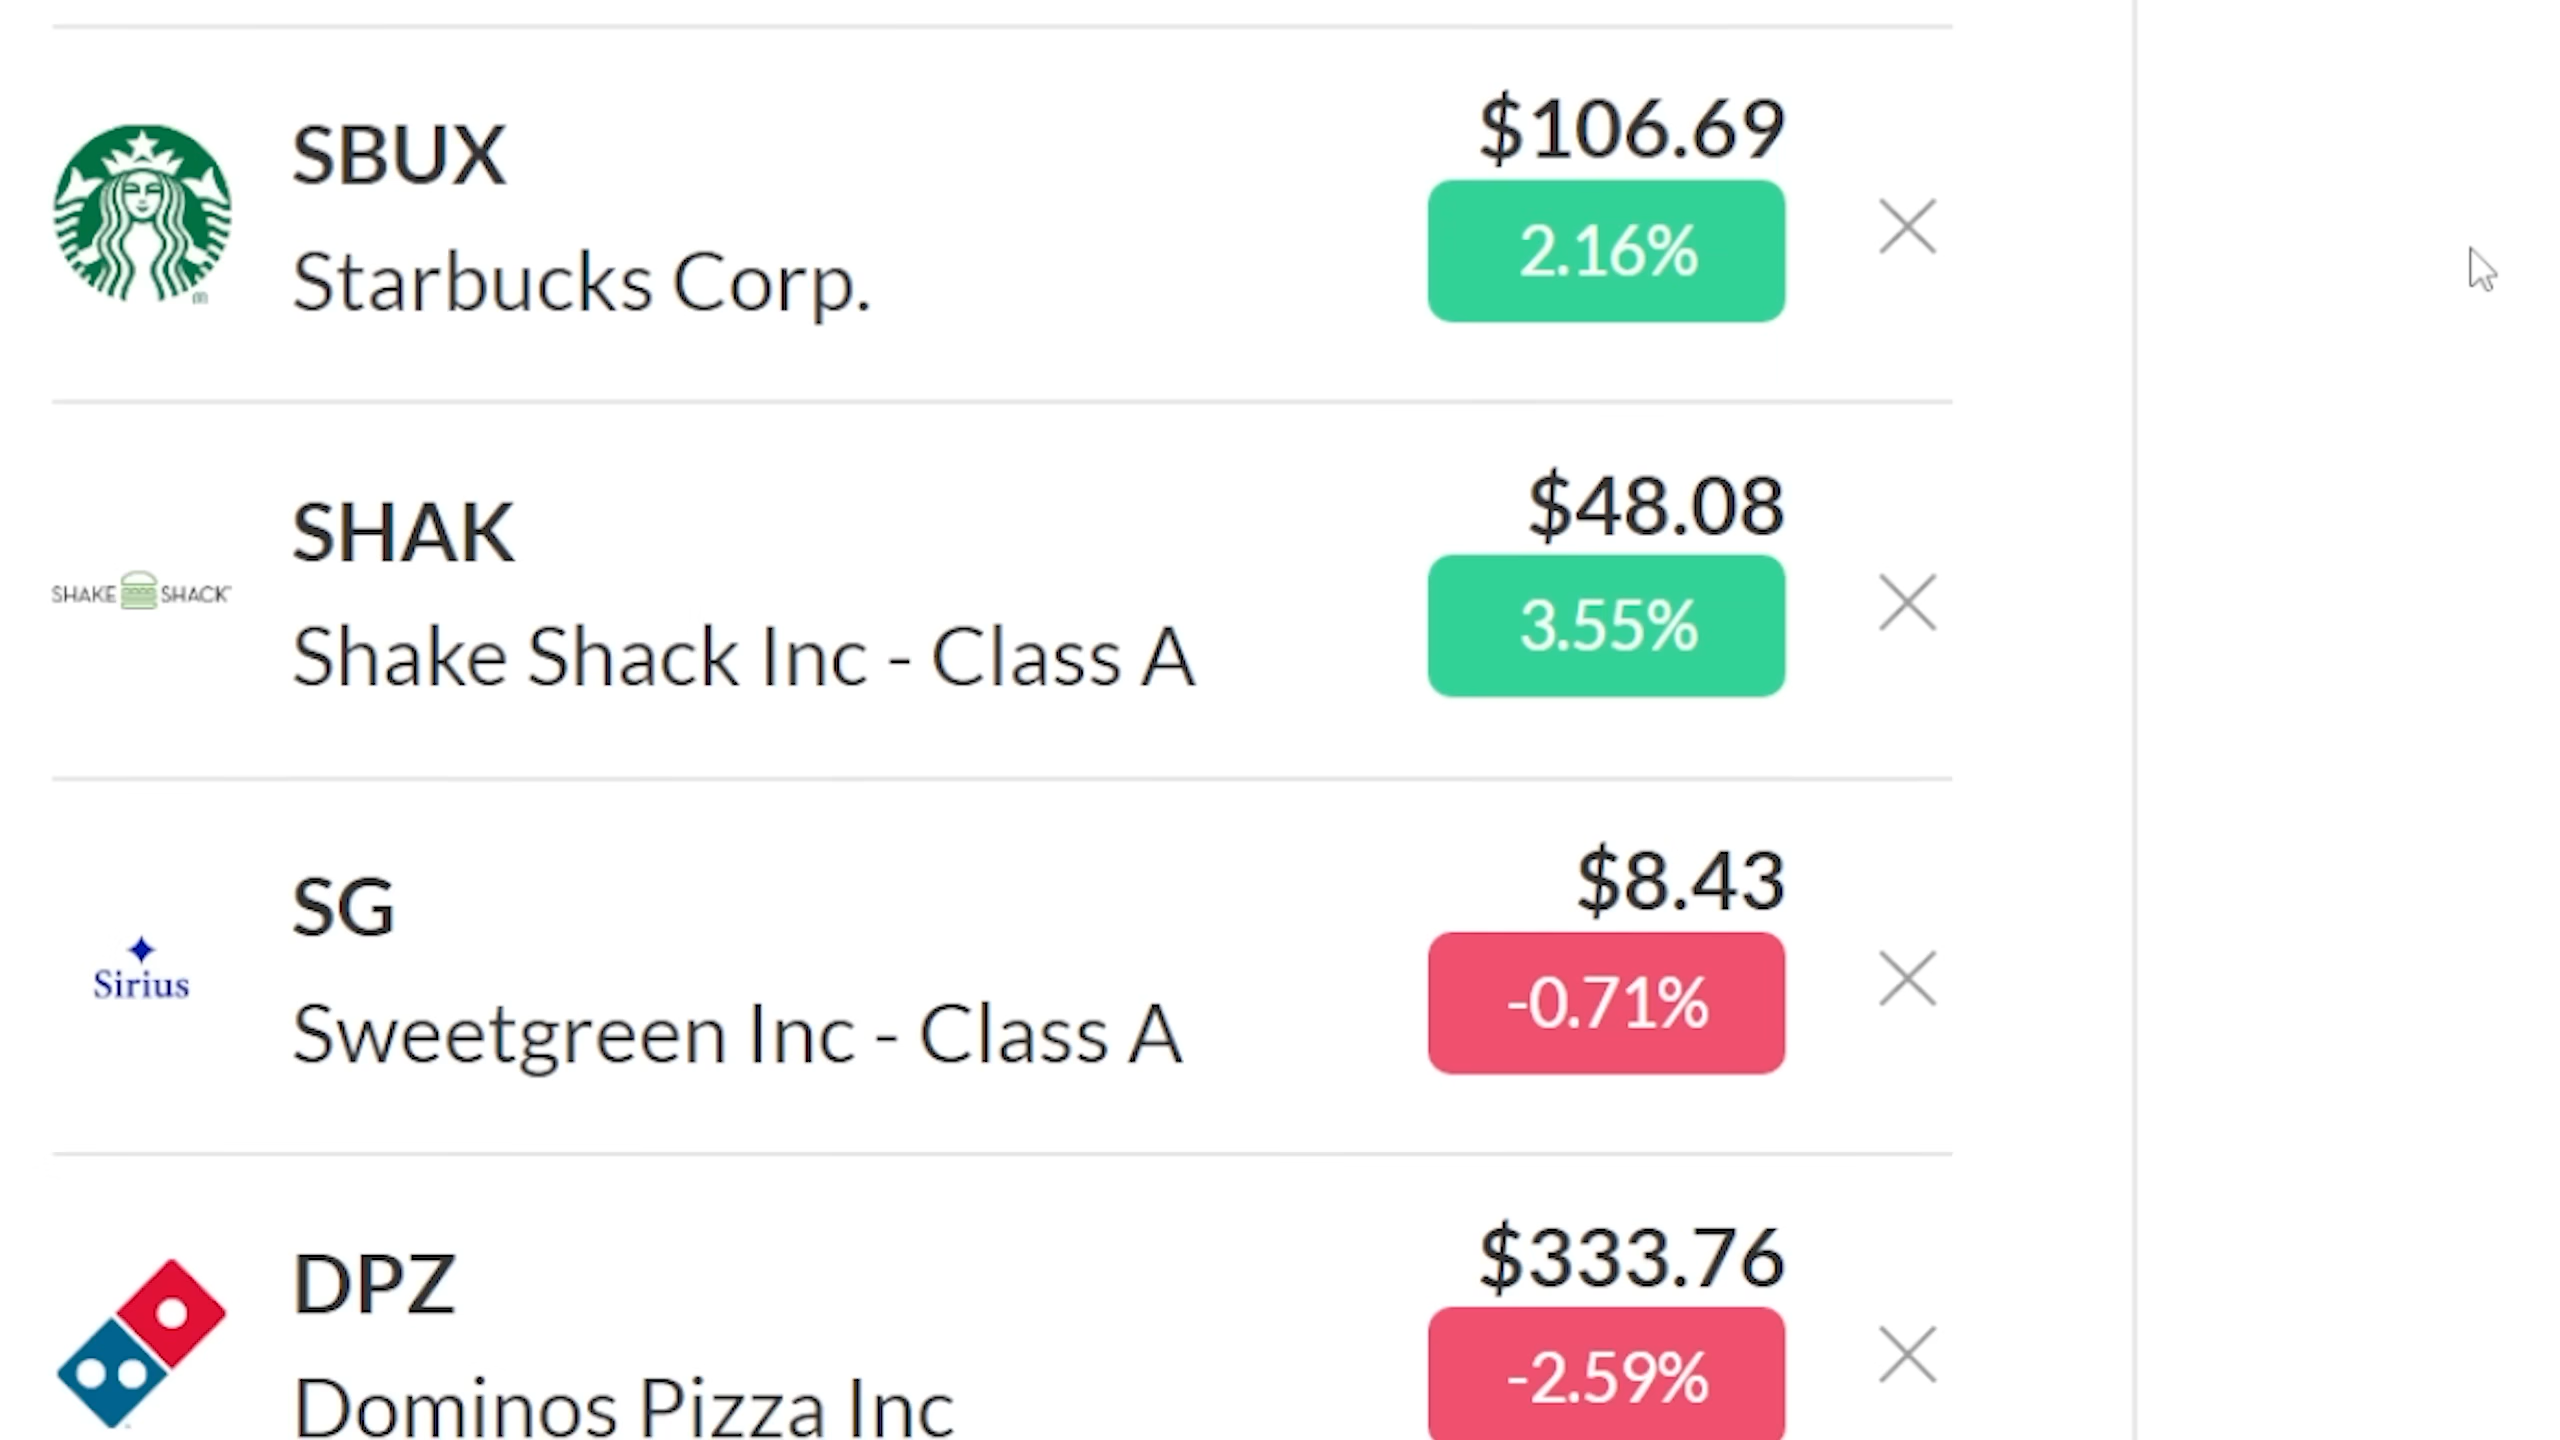 SBUX
Starbucks Corp.
$106.69
2.16%
SHAKE SHACK
SHAK
Shake Shack Inc - Class A
$48.08
3.55%
Sirius
SG
Sweetgreen Inc - Class A
$8.43
-0.71%
DPZ
Dominos Pizza Inc
$333.76
-2.59%